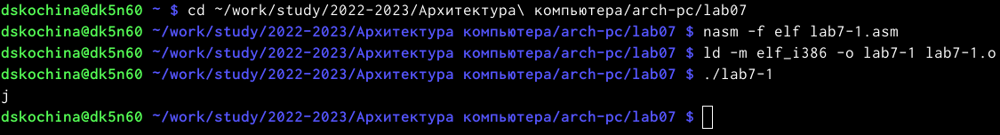 dskochina@dk5n60 ~ $ cd ~/work/study/2022-2023/Архитектура\ компьютера/arch-pc/lab07
dskochina@dk5n60 ~/work/study/2022-2023/Архитектура компьютера/arch-pc/lab07 $ nasm -f elf lab7-1.asm
dskochina@dk5n60 ~/work/study/2022-2023/Архитектура компьютера/arch-pc/lab07 $ ld -m elf_i386 -o lab7-1 lab7-1.o
dskochina@dk5n60 ~/work/study/2022-2023/Архитектура компьютера/arch-pc/lab07 $ ./lab7-1
j
dskochina@dk5n60 ~/work/study/2022-2023/Архитектура компьютера/arch-pc/lab07 $